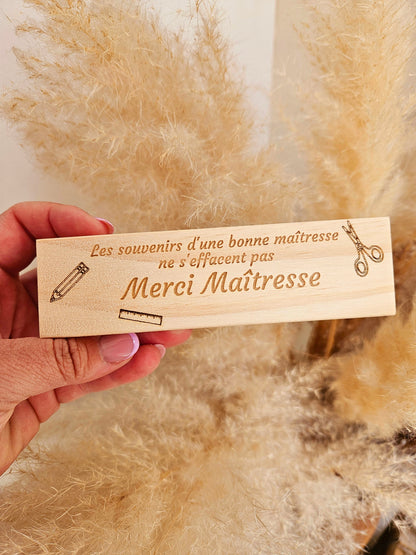 Les souvenirs d'une bonne maîtresse
ne s'effacent pas
Merci Maîtresse